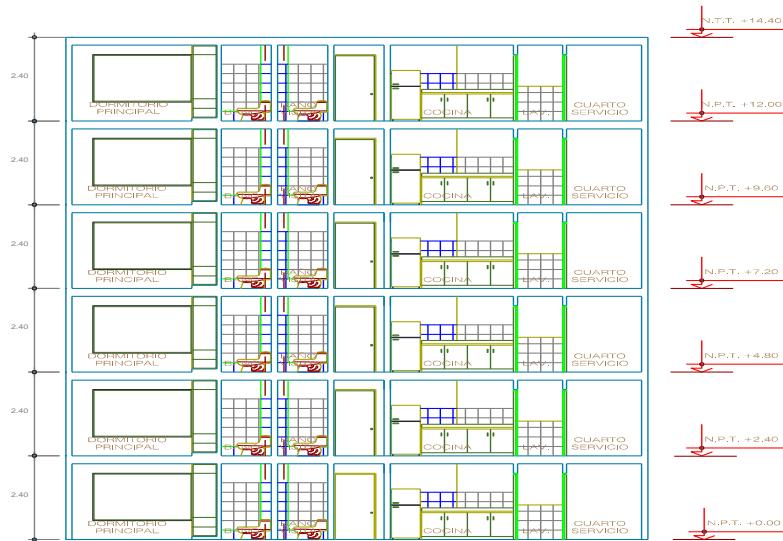 N.T.T. +14.40
2.40
DORMITORIO
PRINCIPAL
BAÑO
COCINA
LAV.
CUARTO
SERVICIO
N.P.T. +12.00
2.40
DORMITORIO
PRINCIPAL
BAÑO
COCINA
LAV.
CUARTO
SERVICIO
N.P.T. +9.60
2.40
DORMITORIO
PRINCIPAL
BAÑO
COCINA
LAV.
CUARTO
SERVICIO
N.P.T. +7.20
2.40
DORMITORIO
PRINCIPAL
BAÑO
COCINA
LAV.
CUARTO
SERVICIO
N.P.T. +4.80
2.40
DORMITORIO
PRINCIPAL
BAÑO
COCINA
LAV.
CUARTO
SERVICIO
N.P.T. +2.40
2.40
DORMITORIO
PRINCIPAL
BAÑO
COCINA
LAV.
CUARTO
SERVICIO
N.P.T. +0.00